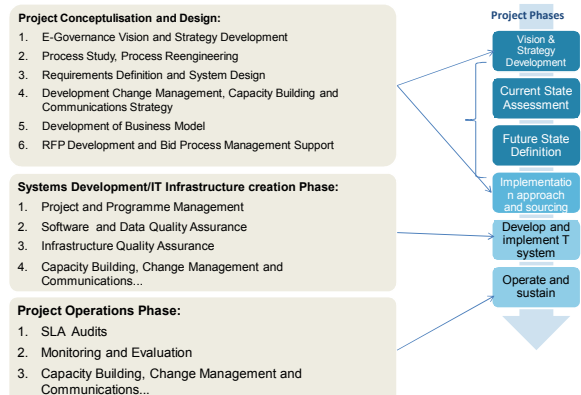 Project Conceptulisation and Design:
1. E-Governance Vision and Strategy Development
2. Process Study, Process Reengineering
3. Requirements Definition and System Design
4. Development Change Management, Capacity Building and
Communications Strategy
5. Development of Business Model
6. RFP Development and Bid Process Management Support
Systems Development/IT Infrastructure creation Phase:
1. Project and Programme Management
2. Software and Data Quality Assurance
3. Infrastructure Quality Assurance
4. Capacity Building, Change Management and
Communications...
Project Operations Phase:
1. SLA Audits
2. Monitoring and Evaluation
3. Capacity Building, Change Management and
Communications...
Project Phases
Vision &
Strategy
Development
Current State
Assessment
Future State
Definition
Implementatio
n approach
and sourcing
Develop and
implement T
system
Operate and
sustain